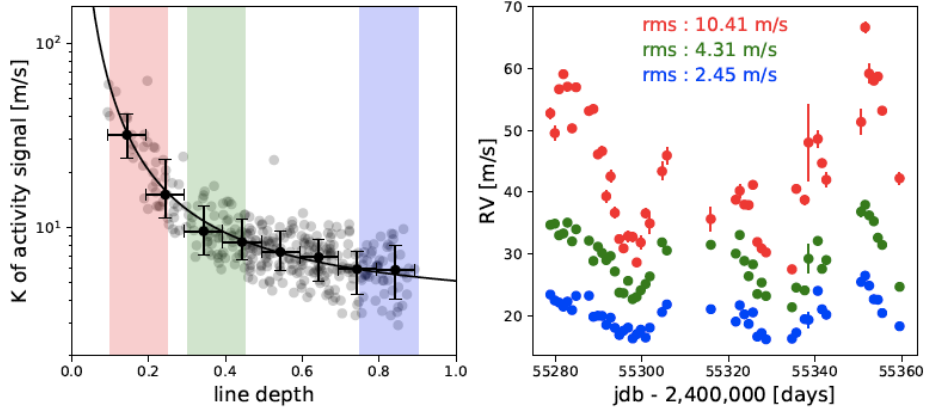 K of activity signal [m/s]
10²
10¹
0.0 0.2 0.4 0.6 0.8 1.0
line depth
rms : 10.41 m/s
rms : 4.31 m/s
rms : 2.45 m/s
RV [m/s]
70
60
50
40
30
20
55280 55300 55320 55340 55360
jdb - 2,400,000 [days]